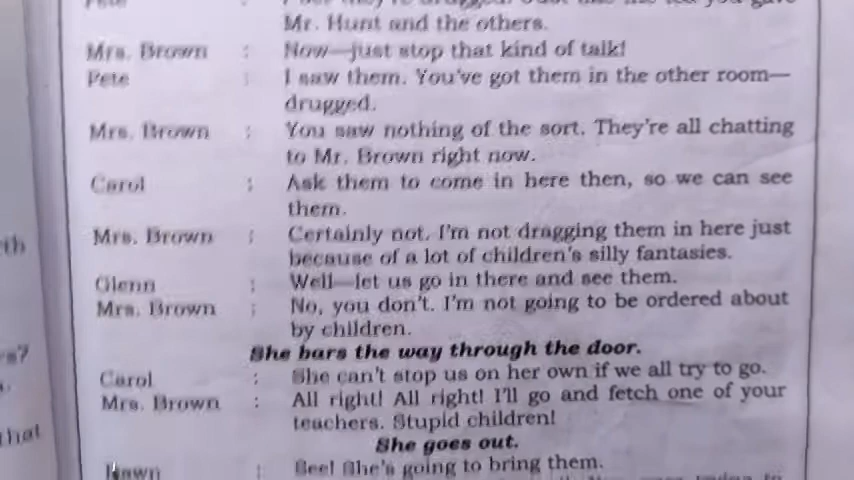 Mr. Hunt and the others.
Mrs. Brown : Now—just stop that kind of talk!
Pete : I saw them. You've got them in the other room—
drugged.
Mrs. Brown : You saw nothing of the sort. They're all chatting
to Mr. Brown right now.
Carol : Ask them to come in here then, so we can see
them.
Mrs. Brown : Certainly not. I'm not dragging them in here just
because of a lot of children's silly fantasies.
Glenn : Well—let us go in there and see them.
Mrs. Brown : No, you don't. I'm not going to be ordered about
by children.
She bars the way through the door.
Carol : She can't stop us on her own if we all try to go.
Mrs. Brown : All right! All right! I'll go and fetch one of your
teachers. Stupid children!
She goes out.
Dawn : See! She's going to bring them.